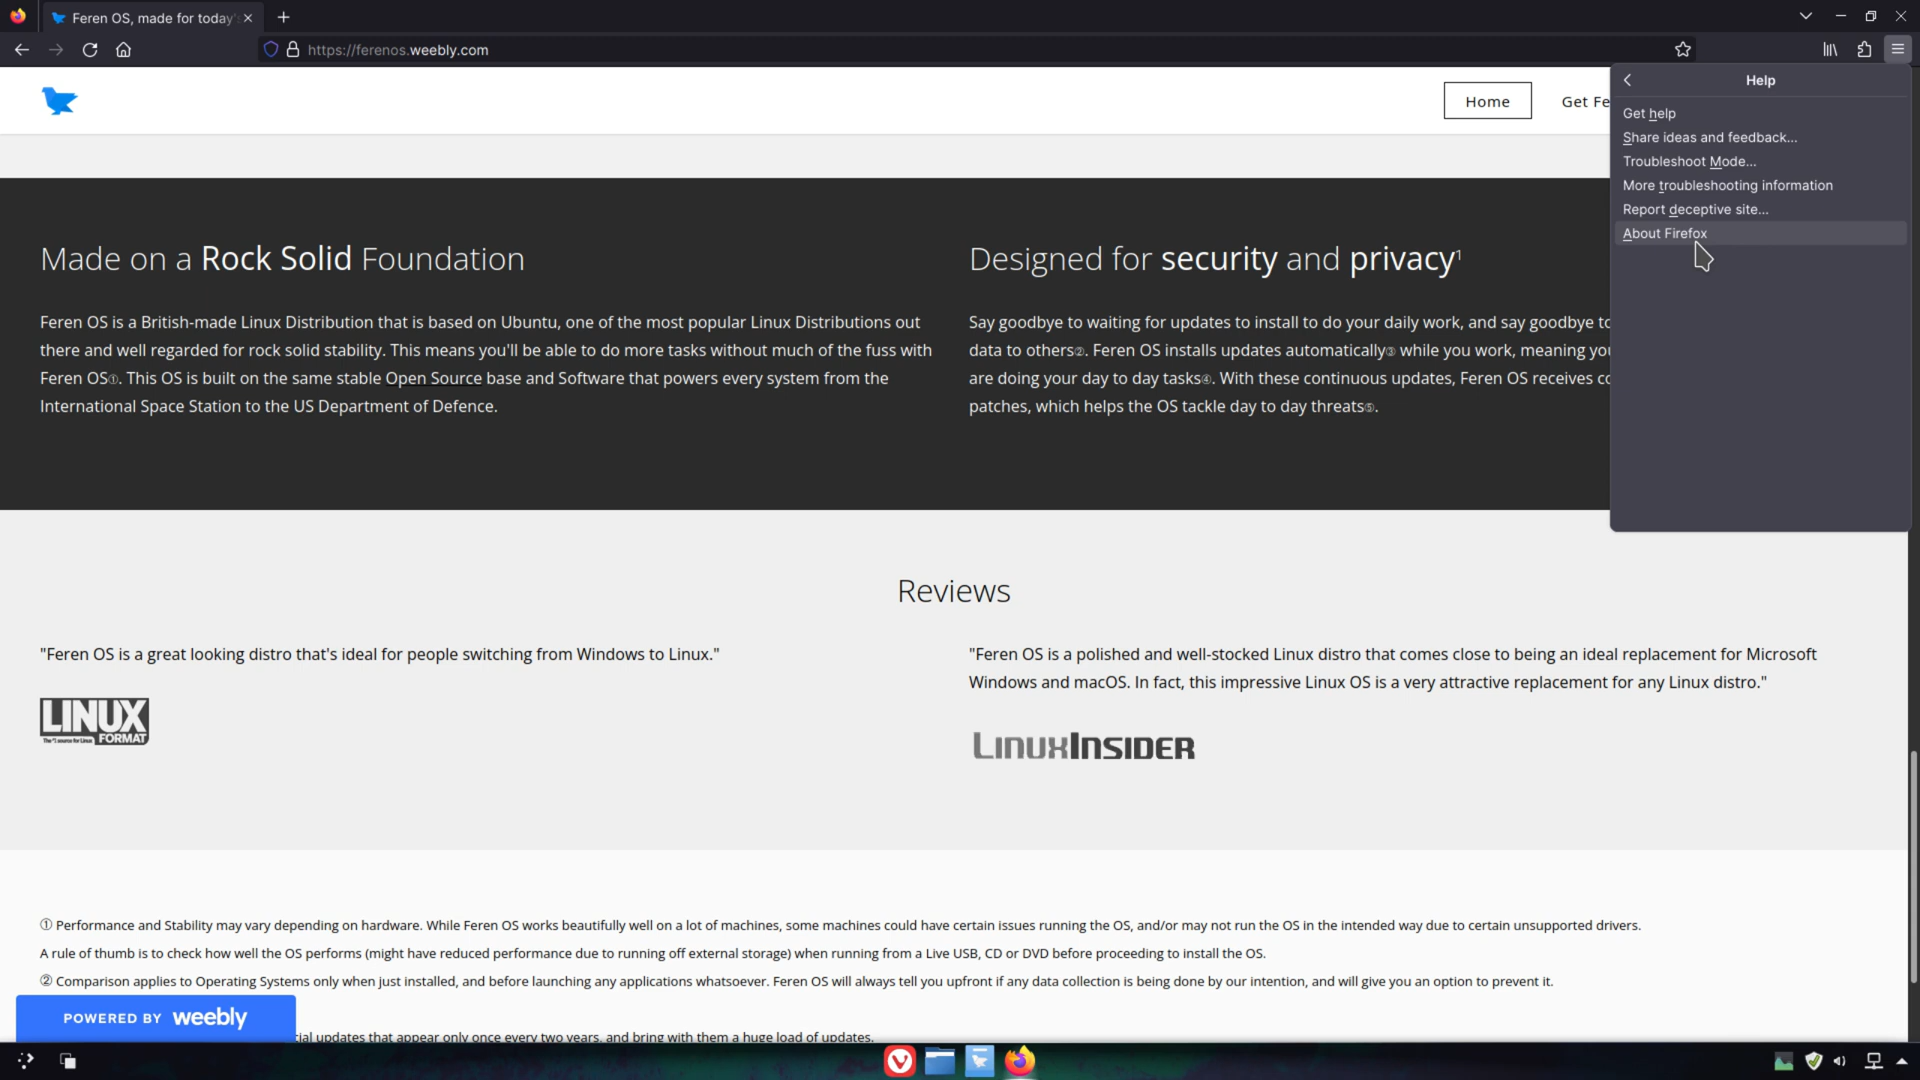 Feren OS, made for today'
https://ferenos.weebly.com
Help
Get help
Share ideas and feedback...
Troubleshoot Mode...
More troubleshooting information
Report deceptive site...
About Firefox
Home
Get Fe
Made on a Rock Solid Foundation
Feren OS is a British-made Linux Distribution that is based on Ubuntu, one of the most popular Linux Distributions out
there and well regarded for rock solid stability. This means you'll be able to do more tasks without much of the fuss with
Feren OS①. This OS is built on the same stable Open Source base and Software that powers every system from the
International Space Station to the US Department of Defence.
Designed for security and privacy¹
Say goodbye to waiting for updates to install to do your daily work, and say goodbye to
data to others②. Feren OS installs updates automatically③ while you work, meaning you
are doing your day to day tasks④. With these continuous updates, Feren OS receives co
patches, which helps the OS tackle day to day threats⑤.
Reviews
"Feren OS is a great looking distro that's ideal for people switching from Windows to Linux."
LINUX
The #1 source for Linux FORMAT
"Feren OS is a polished and well-stocked Linux distro that comes close to being an ideal replacement for Microsoft
Windows and macOS. In fact, this impressive Linux OS is a very attractive replacement for any Linux distro."
LinuxInsider
① Performance and Stability may vary depending on hardware. While Feren OS works beautifully well on a lot of machines, some machines could have certain issues running the OS, and/or may not run the OS in the intended way due to certain unsupported drivers.
A rule of thumb is to check how well the OS performs (might have reduced performance due to running off external storage) when running from a Live USB, CD or DVD before proceeding to install the OS.
② Comparison applies to Operating Systems only when just installed, and before launching any applications whatsoever. Feren OS will always tell you upfront if any data collection is being done by our intention, and will give you an option to prevent it.
POWERED BY weebly
ial updates that appear only once every two years, and bring with them a huge load of updates.